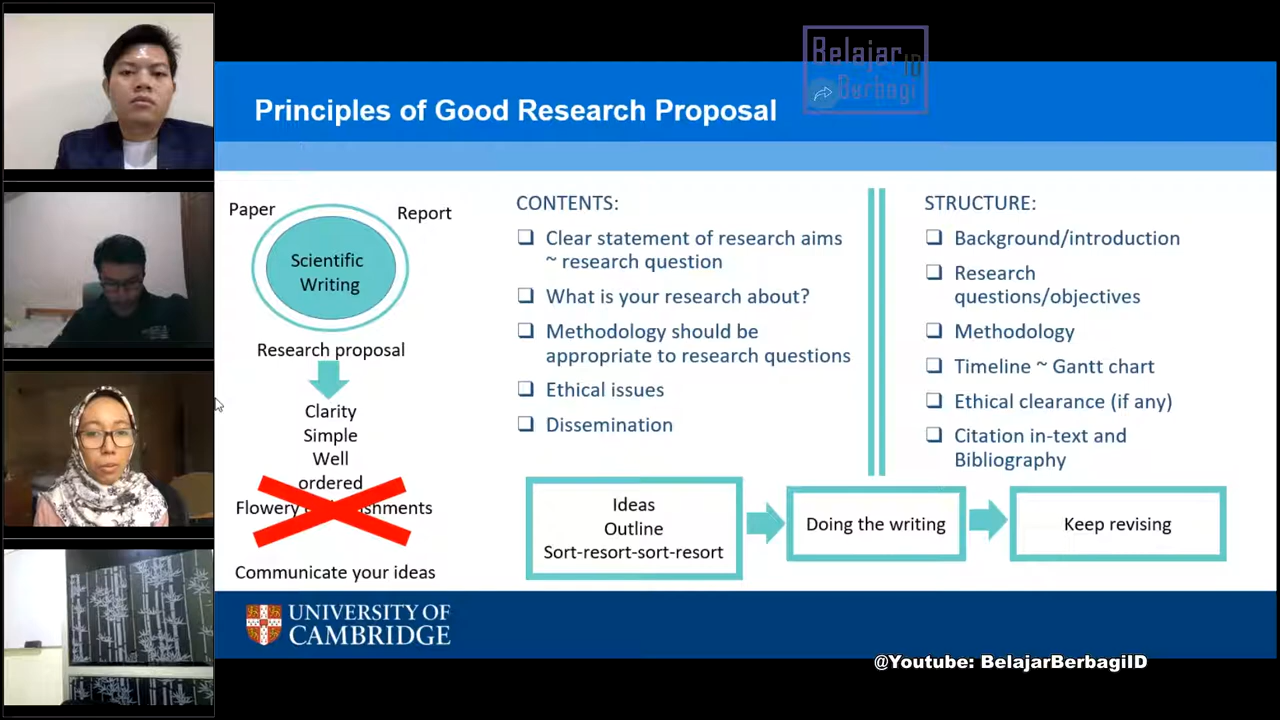 Belajar
ID
Berbagi
Principles of Good Research Proposal
Paper
Report
Scientific
Writing
Research proposal
Clarity
Simple
Well
ordered
Flowery
Communicate your ideas
CONTENTS:
Clear statement of research aims
~ research question
What is your research about?
Methodology should be
appropriate to research questions
Ethical issues
Dissemination
STRUCTURE:
Background/introduction
Research
questions/objectives
Methodology
Timeline ~ Gantt chart
Ethical clearance (if any)
Citation in-text and
Bibliography
Ideas
Outline
Sort-resort-sort-resort
Doing the writing
Keep revising
UNIVERSITY OF
CAMBRIDGE
@Youtube: BelajarBerbagiID